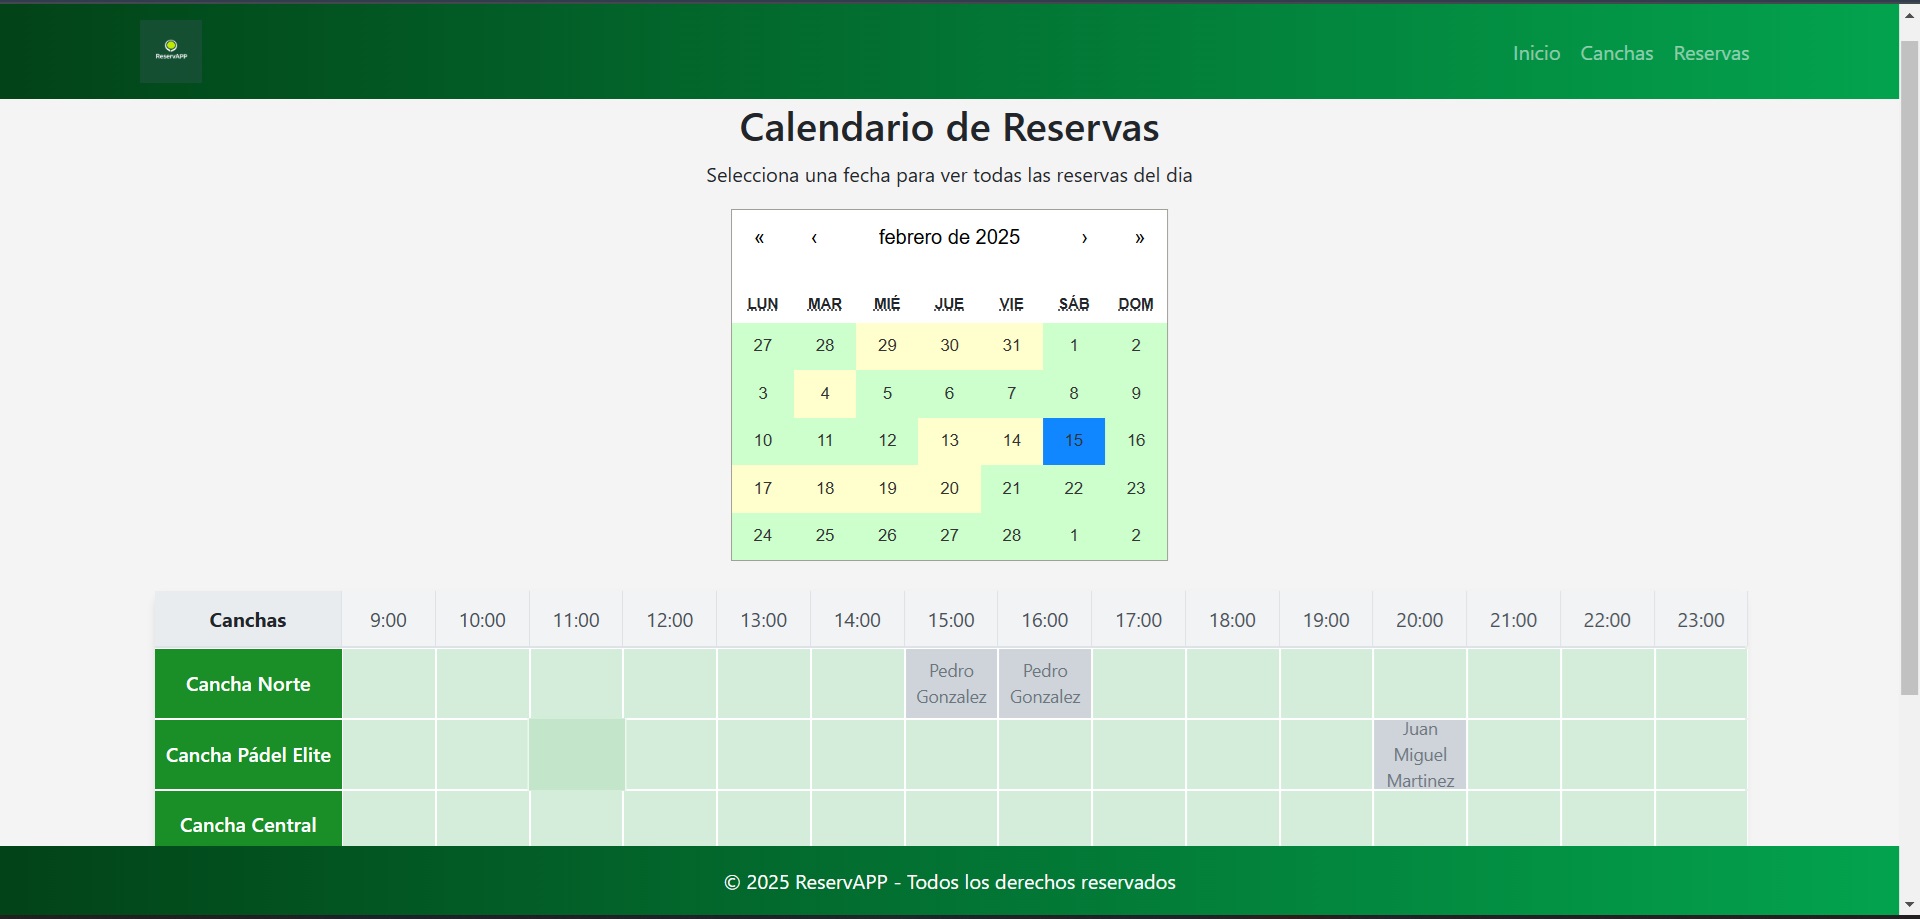 ReservAPP
Inicio Canchas Reservas
Calendario de Reservas
Selecciona una fecha para ver todas las reservas del dia
« ‹ febrero de 2025 › »
LUN MAR MIÉ JUE VIE SÁB DOM
27 28 29 30 31 1 2
3 4 5 6 7 8 9
10 11 12 13 14 15 16
17 18 19 20 21 22 23
24 25 26 27 28 1 2
Canchas 9:00 10:00 11:00 12:00 13:00 14:00 15:00 16:00 17:00 18:00 19:00 20:00 21:00 22:00 23:00
Cancha Norte
Pedro
Gonzalez
Pedro
Gonzalez
Cancha Pádel Elite
Juan
Miguel
Martinez
Cancha Central
© 2025 ReservAPP - Todos los derechos reservados